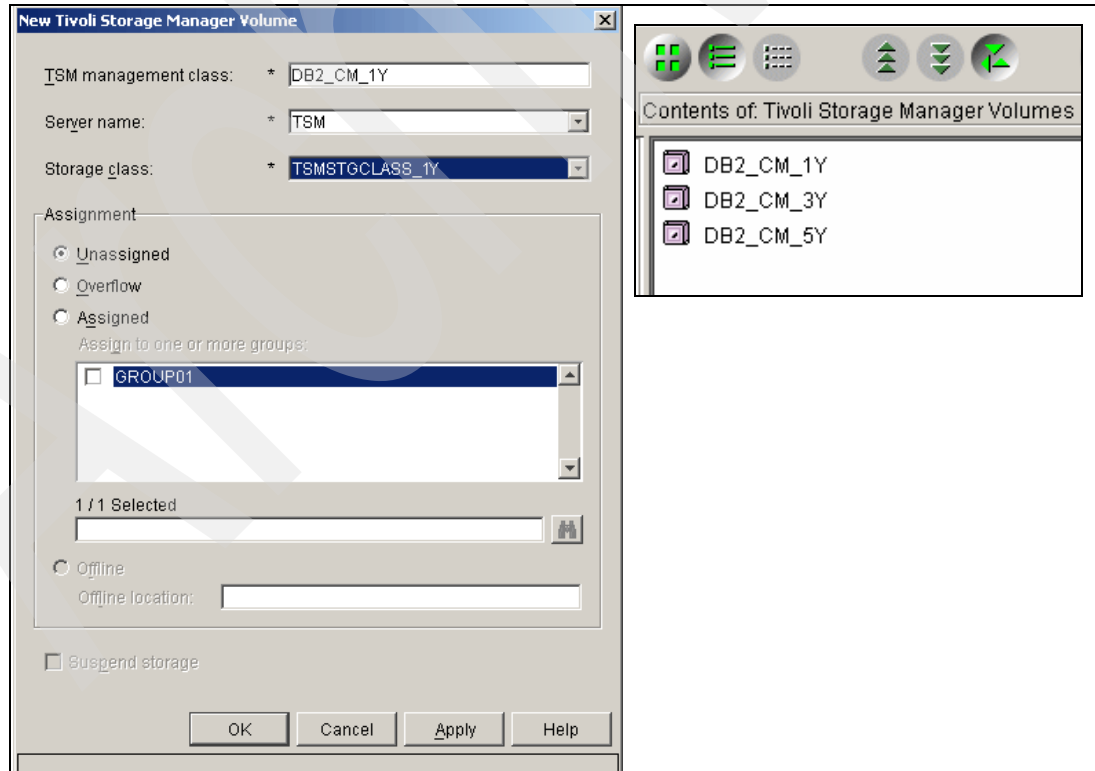 New Tivoli Storage Manager Volume
TSM management class: * DB2_CM_1Y
Server name: * TSM
Storage class: * TSMSTGCLASS_1Y
Assignment
Unassigned
Overflow
Assigned
Assign to one or more groups:
GROUP01
1 / 1 Selected
Offline
Offline location:
Suspend storage
OK Cancel Apply Help
Contents of: Tivoli Storage Manager Volumes
DB2_CM_1Y
DB2_CM_3Y
DB2_CM_5Y